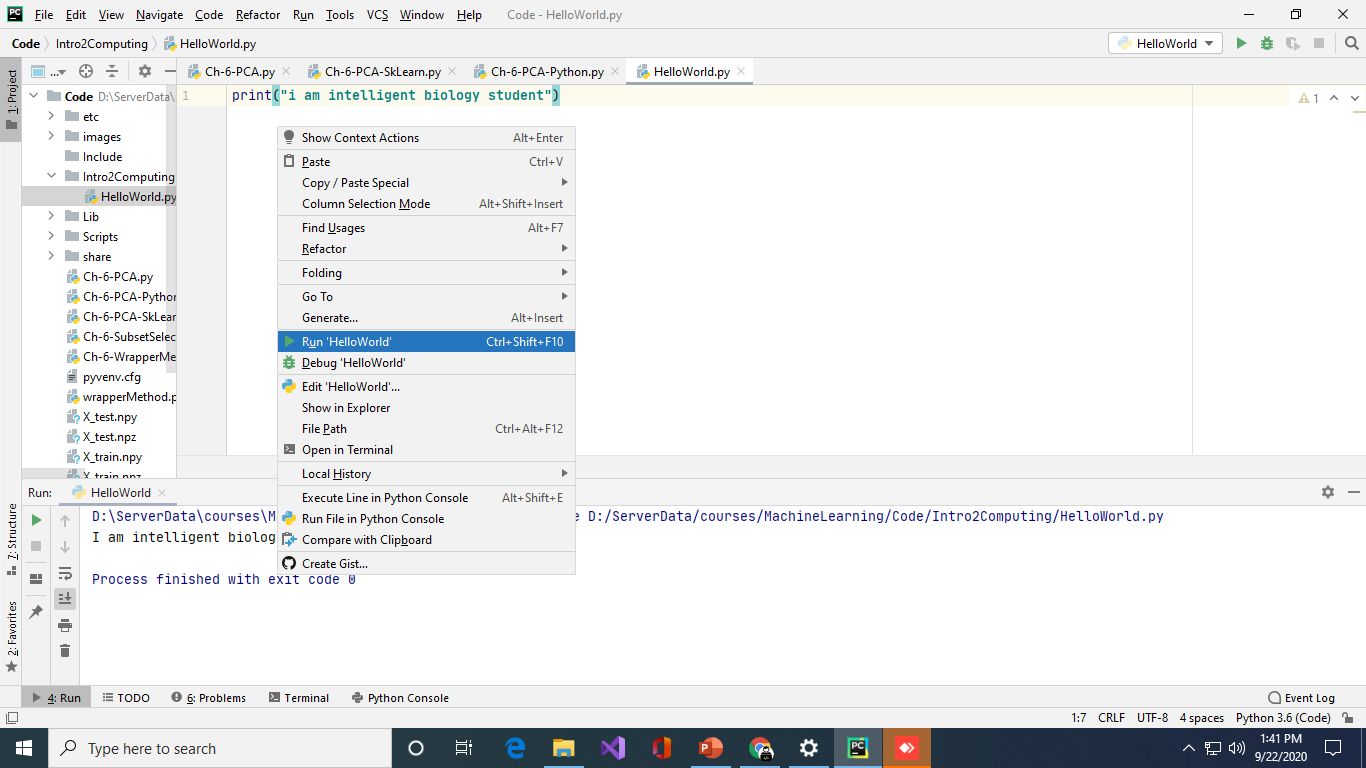 File Edit View Navigate Code Refactor Run Tools VCS Window Help Code - HelloWorld.py
Code Intro2Computing HelloWorld.py HelloWorld
1: Project
... Ch-6-PCA.py Ch-6-PCA-SkLearn.py Ch-6-PCA-Python.py HelloWorld.py
Code D:\ServerData\
etc
images
Include
Intro2Computing
HelloWorld.py
Lib
Scripts
share
Ch-6-PCA.py
Ch-6-PCA-Python
Ch-6-PCA-SkLear
Ch-6-SubsetSelec
Ch-6-WrapperMe
pyvenv.cfg
wrapperMethod.p
X_test.npy
X_test.npz
X_train.npy
X_train.npz
1 print("i am intelligent biology student")
1
Show Context Actions Alt+Enter
Paste Ctrl+V
Copy / Paste Special
Column Selection Mode Alt+Shift+Insert
Find Usages Alt+F7
Refactor
Folding
Go To
Generate... Alt+Insert
Run 'HelloWorld' Ctrl+Shift+F10
Debug 'HelloWorld'
Edit 'HelloWorld'...
Show in Explorer
File Path Ctrl+Alt+F12
Open in Terminal
Local History
Execute Line in Python Console Alt+Shift+E
Run File in Python Console
Compare with Clipboard
Create Gist...
Run: HelloWorld
D:\ServerData\courses\M e D:/ServerData/courses/MachineLearning/Code/Intro2Computing/HelloWorld.py
I am intelligent biolog
Process finished with exit code 0
7: Structure
2: Favorites
4: Run TODO 6: Problems Terminal Python Console Event Log
1:7 CRLF UTF-8 4 spaces Python 3.6 (Code)
Type here to search
1:41 PM
9/22/2020